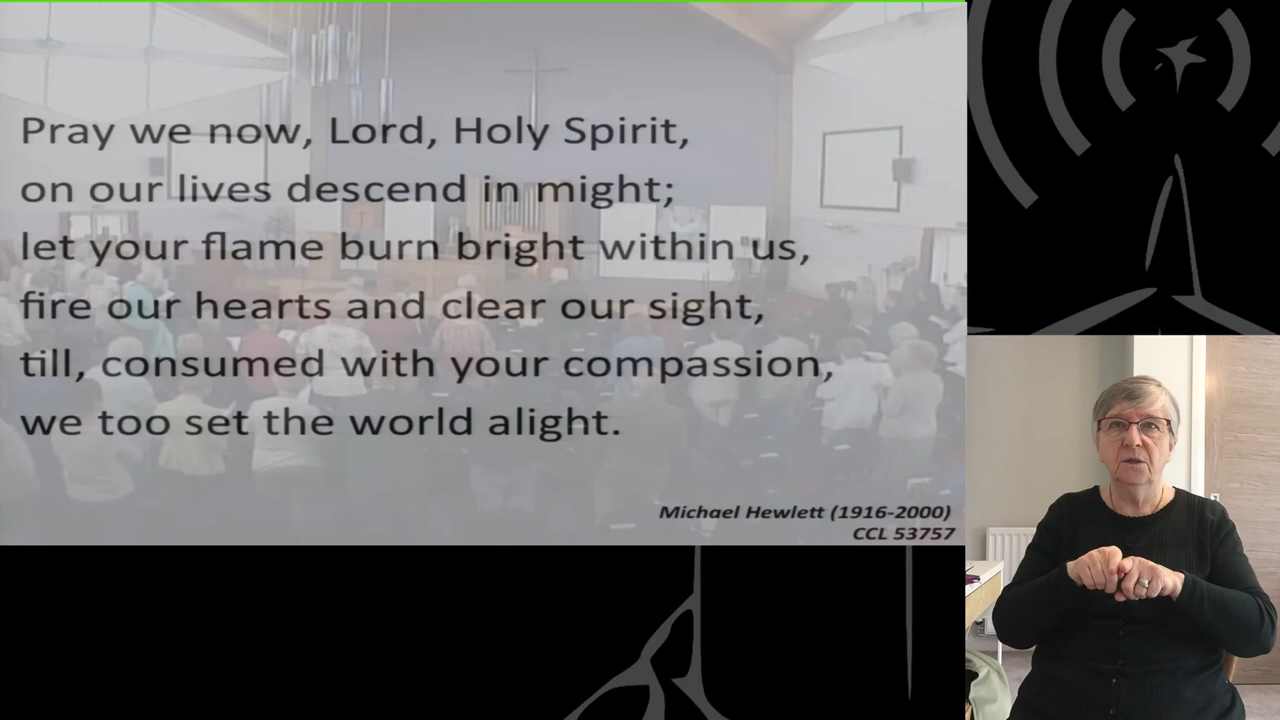 Pray we now, Lord, Holy Spirit,
on our lives descend in might;
let your flame burn bright within us,
fire our hearts and clear our sight,
till, consumed with your compassion,
we too set the world alight.
Michael Hewlett (1916-2000)
CCL 53757